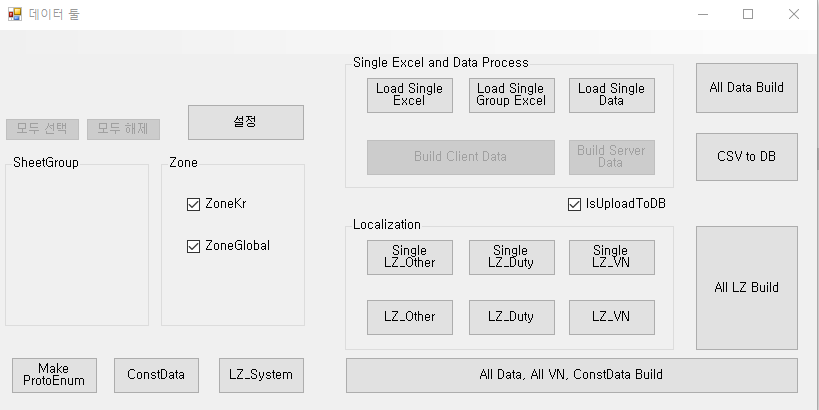 데이터 툴
Single Excel and Data Process
Load Single
Excel
Load Single
Group Excel
Load Single
Data
All Data Build
모두 선택
모두 해제
설정
Build Client Data
Build Server
Data
CSV to DB
SheetGroup
Zone
ZoneKr
ZoneGlobal
IsUploadToDB
Localization
Single
LZ_Other
Single
LZ_Duty
Single
LZ_VN
All LZ Build
LZ_Other
LZ_Duty
LZ_VN
Make
ProtoEnum
ConstData
LZ_System
All Data, All VN, ConstData Build